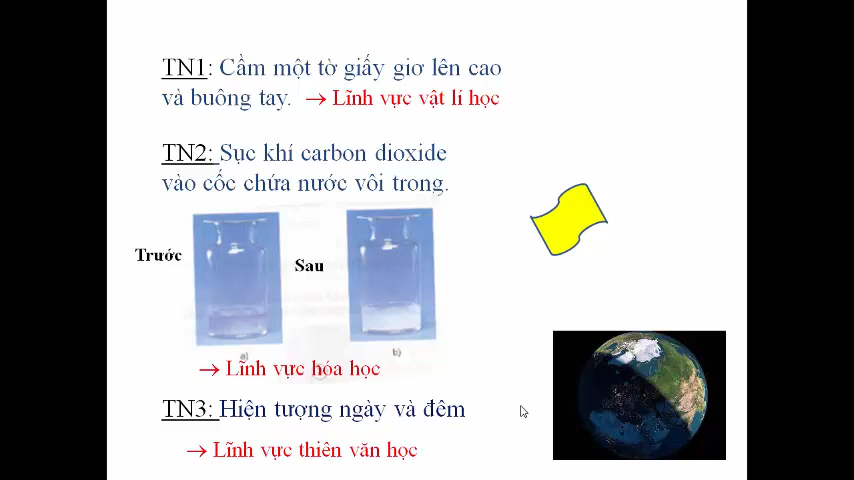 TN1: Cầm một tờ giấy giơ lên cao
và buông tay. → Lĩnh vực vật lí học
TN2: Sục khí carbon dioxide
vào cốc chứa nước vôi trong.
Trước
Sau
a)
b)
→ Lĩnh vực hóa học
TN3: Hiện tượng ngày và đêm
→ Lĩnh vực thiên văn học